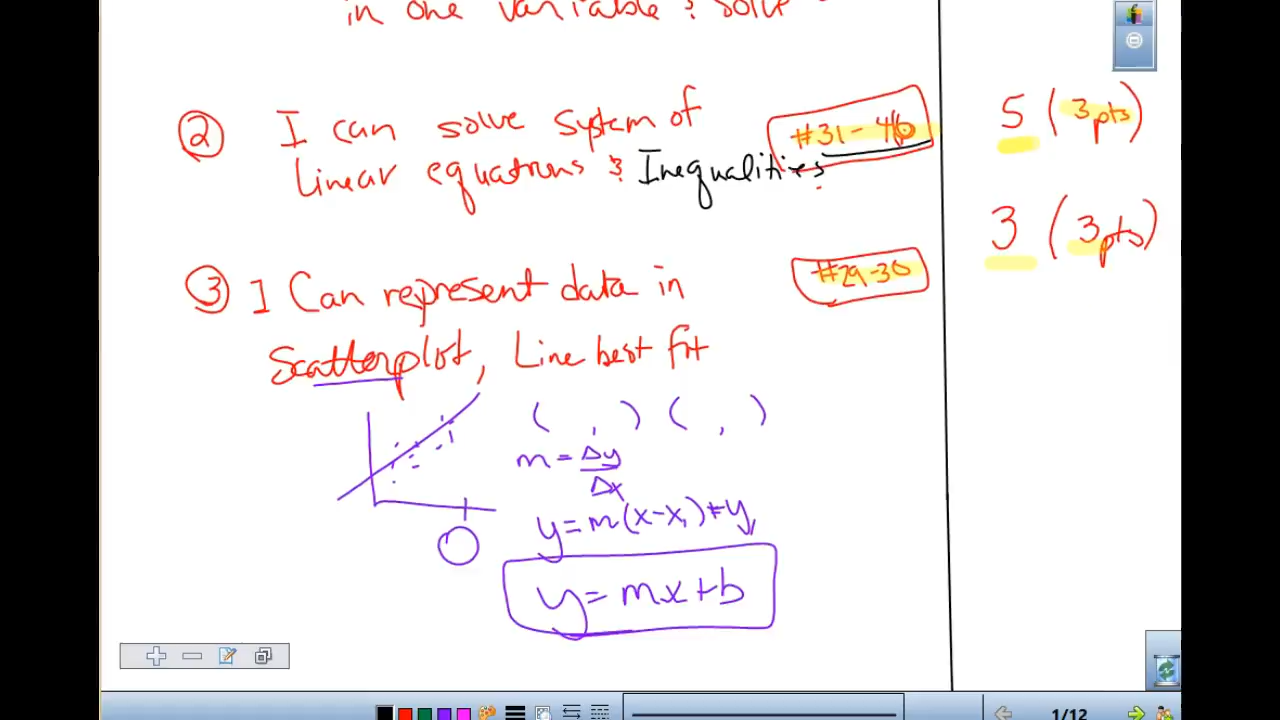 in one variable & solve
② I can solve system of #31-46 5 (3pts)
Linear equations & Inequalities
3 (3pts)
③ I Can represent data in #29-30
Scatterplot, Line best fit
( , ) ( , )
m = Δy/Δx
y = m(x-x₁)+y₁
y = mx+b
1/12